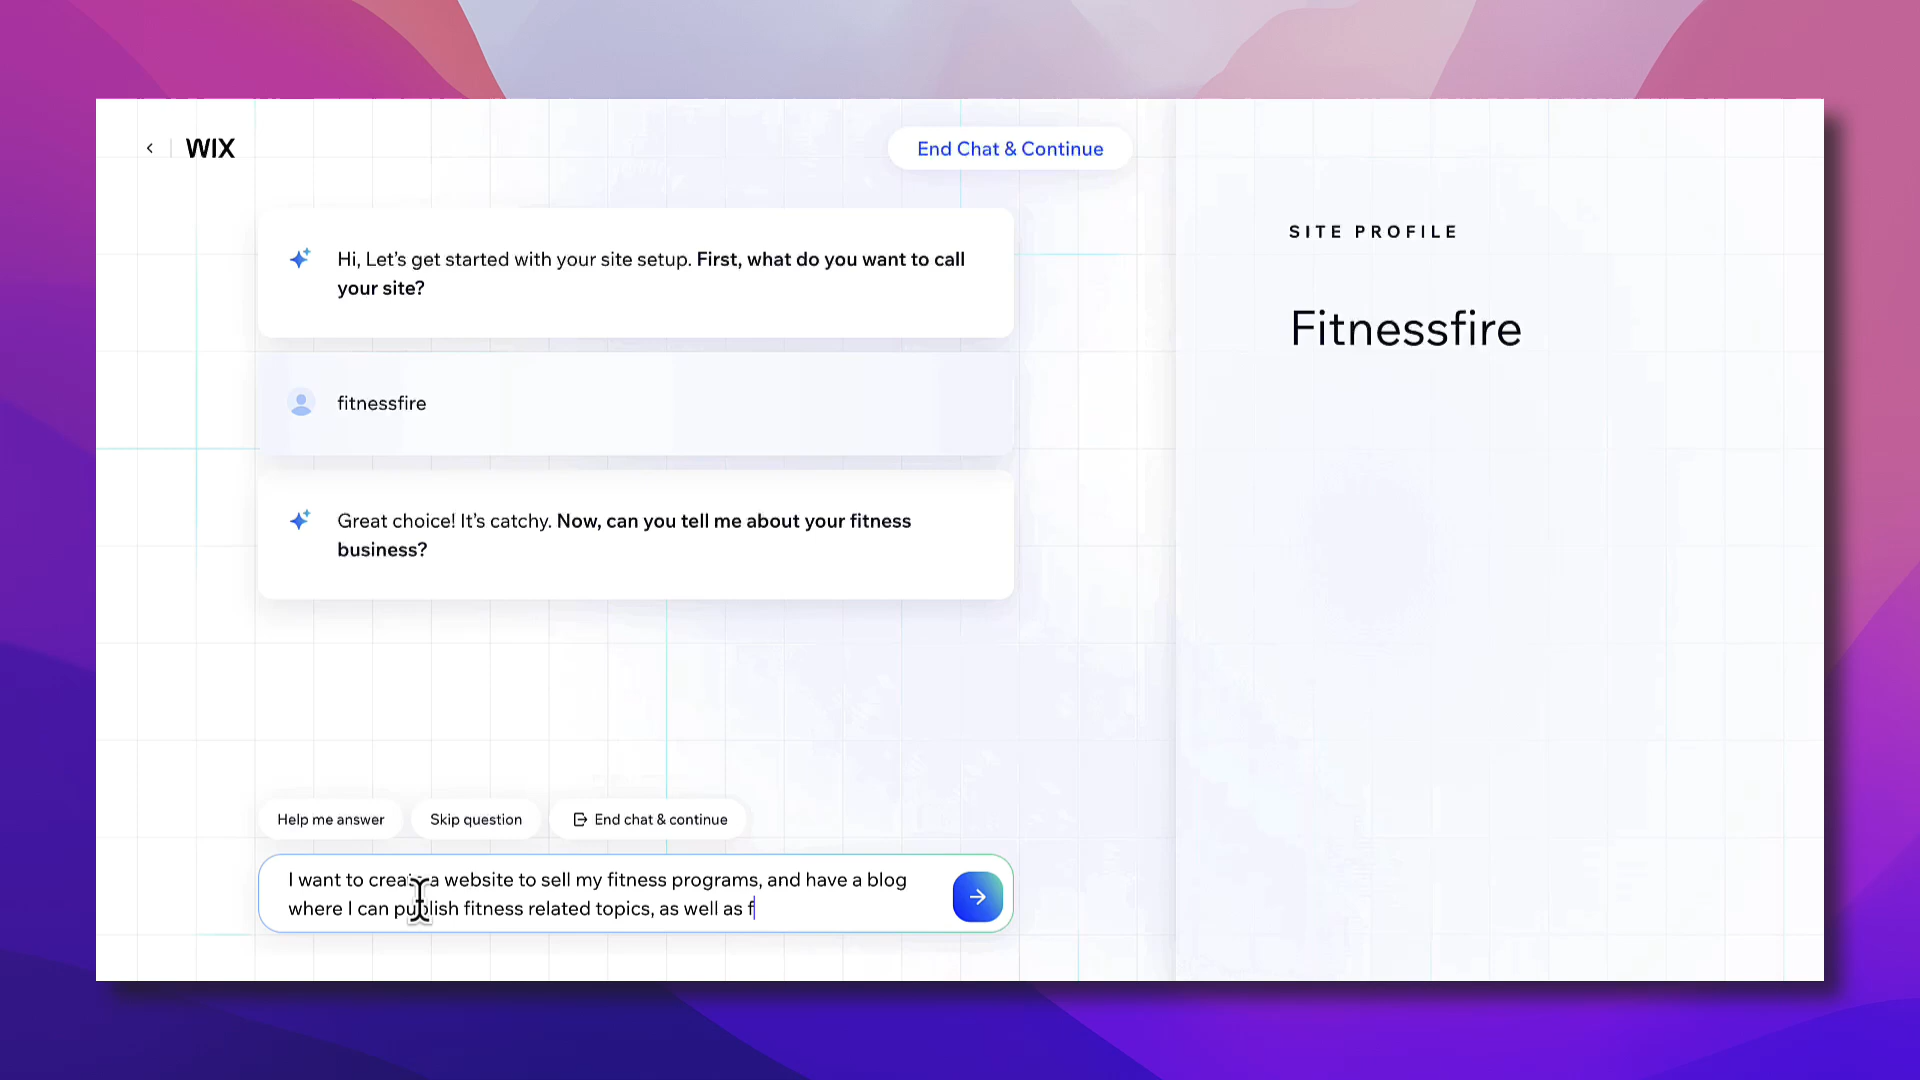 WIX
End Chat & Continue
SITE PROFILE
Fitnessfire
Hi, Let’s get started with your site setup. First, what do you want to call
your site?
fitnessfire
Great choice! It’s catchy. Now, can you tell me about your fitness
business?
Help me answer
Skip question
End chat & continue
I want to create a website to sell my fitness programs, and have a blog
where I can publish fitness related topics, as well as f